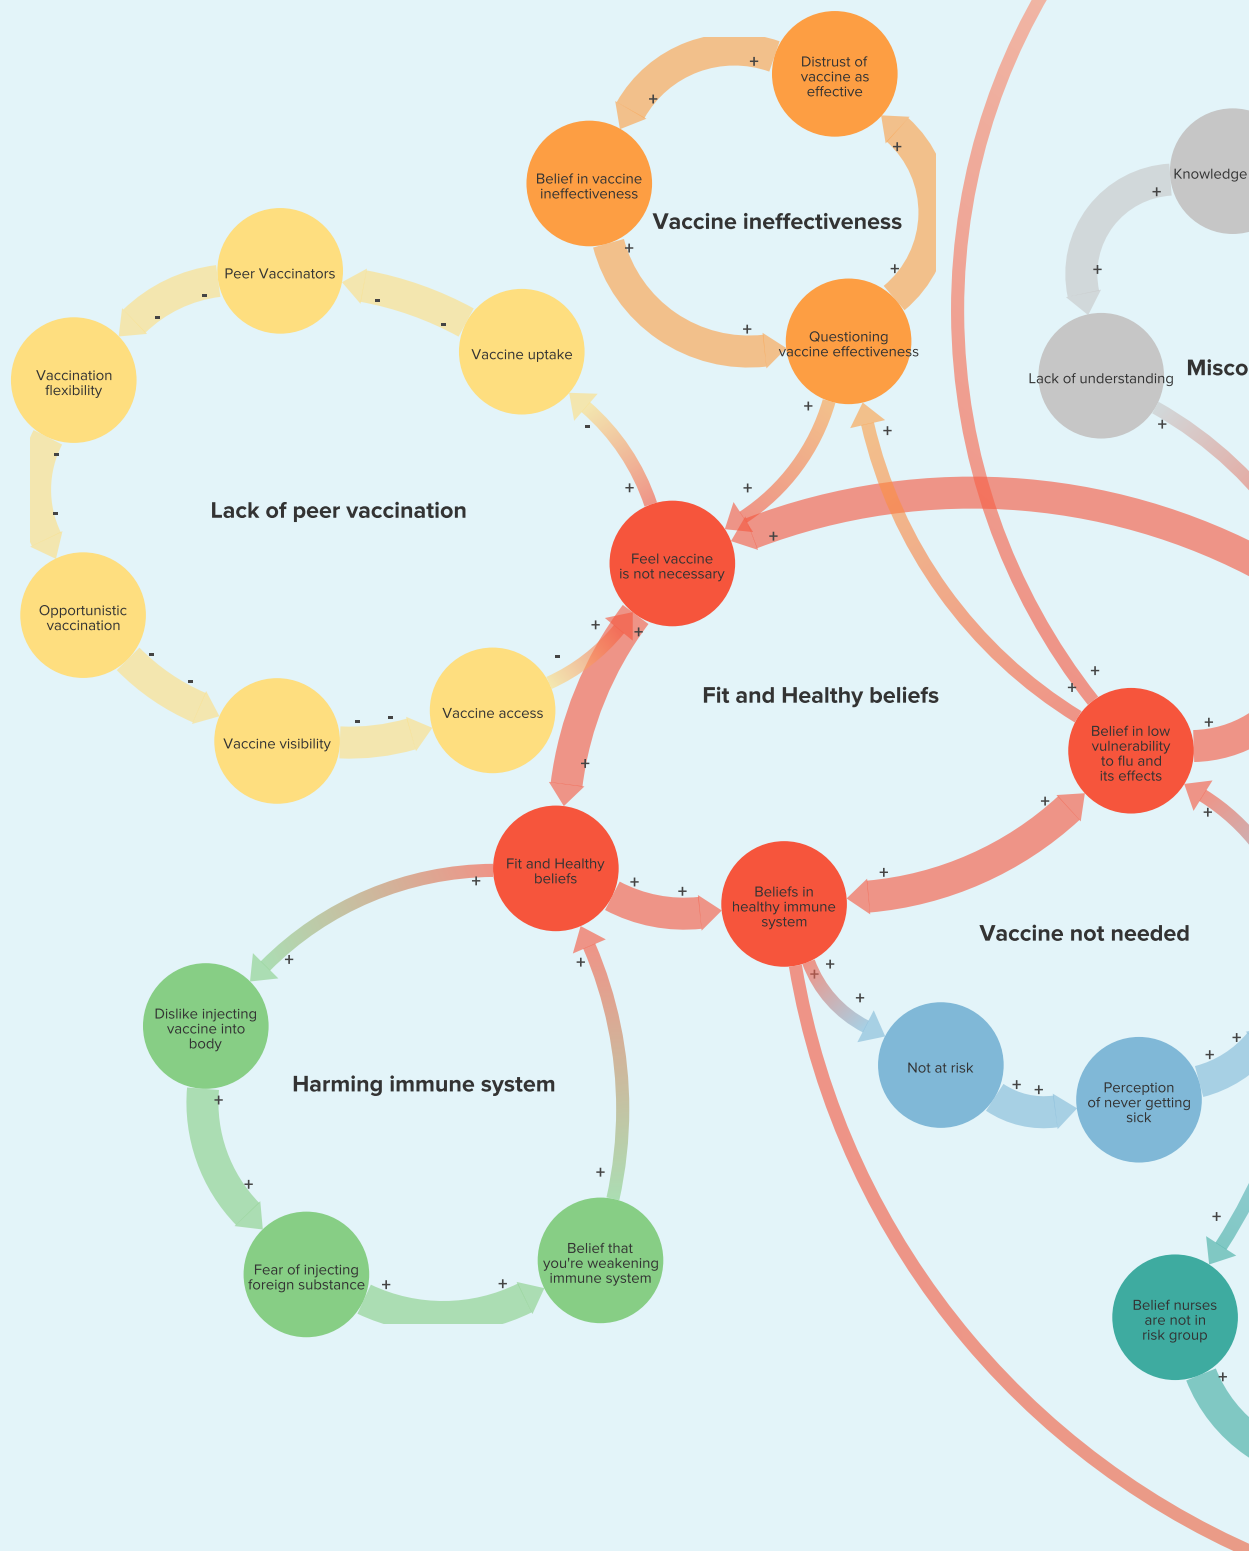 Distrust of
vaccine as
effective
Belief in vaccine
ineffectiveness
Vaccine ineffectiveness
Questioning
vaccine effectiveness
Knowledge
Lack of understanding
Misco
Peer Vaccinators
Vaccine uptake
Vaccination
flexibility
Lack of peer vaccination
Opportunistic
vaccination
Vaccine visibility
Vaccine access
Feel vaccine
is not necessary
Fit and Healthy beliefs
Belief in low
vulnerability
to flu and
its effects
Fit and Healthy
beliefs
Beliefs in
healthy immune
system
Vaccine not needed
Dislike injecting
vaccine into
body
Harming immune system
Not at risk
Perception
of never getting
sick
Fear of injecting
foreign substance
Belief that
you're weakening
immune system
Belief nurses
are not in
risk group